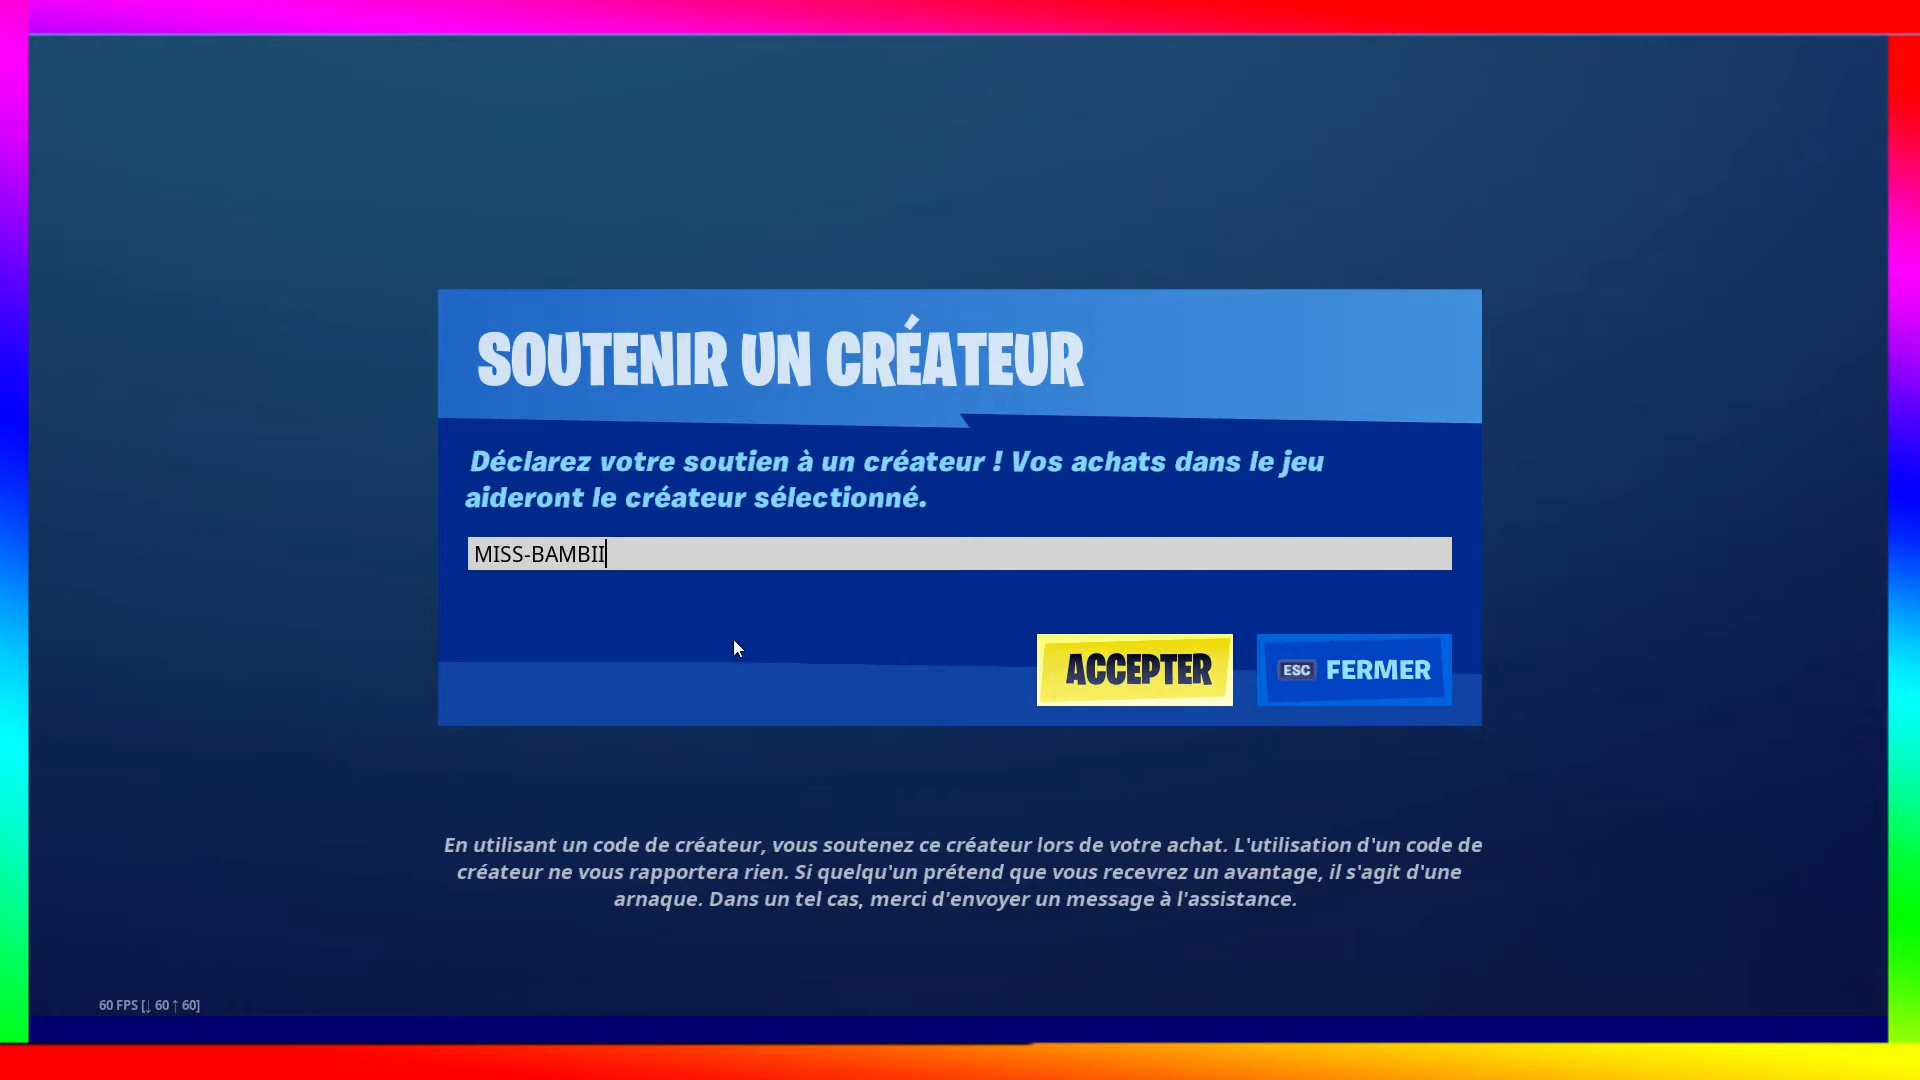 SOUTENIR UN CRÉATEUR
Déclarez votre soutien à un créateur ! Vos achats dans le jeu
aideront le créateur sélectionné.
MISS-BAMBII
ACCEPTER
ESC FERMER
En utilisant un code de créateur, vous soutenez ce créateur lors de votre achat. L'utilisation d'un code de
créateur ne vous rapportera rien. Si quelqu'un prétend que vous recevrez un avantage, il s'agit d'une
arnaque. Dans un tel cas, merci d'envoyer un message à l'assistance.
60 FPS [↓ 60 ↑ 60]